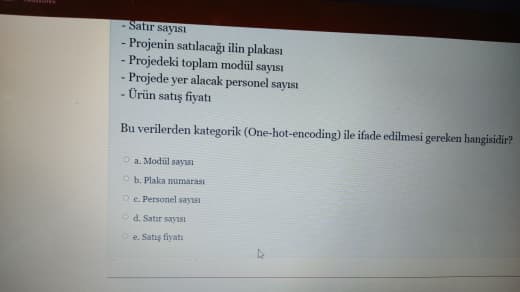 - Satır sayısı
- Projenin satılacağı ilin plakası
- Projedeki toplam modül sayısı
- Projede yer alacak personel sayısı
- Ürün satış fiyatı
Bu verilerden kategorik (One-hot-encoding) ile ifade edilmesi gereken hangisidir?
a. Modül sayısı
b. Plaka numarası
c. Personel sayısı
d. Satır sayısı
e. Satış fiyatı